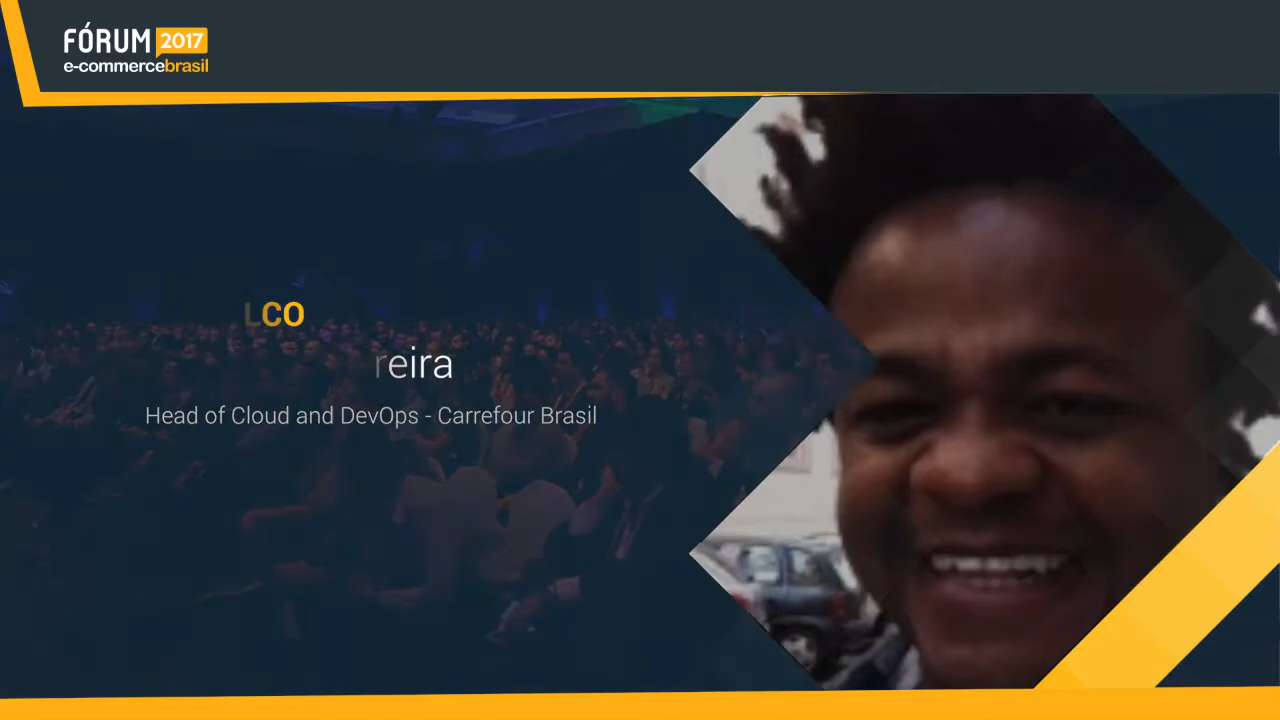 FÓRUM 2017
e-commercebrasil
LCO
reira
Head of Cloud and DevOps - Carrefour Brasil